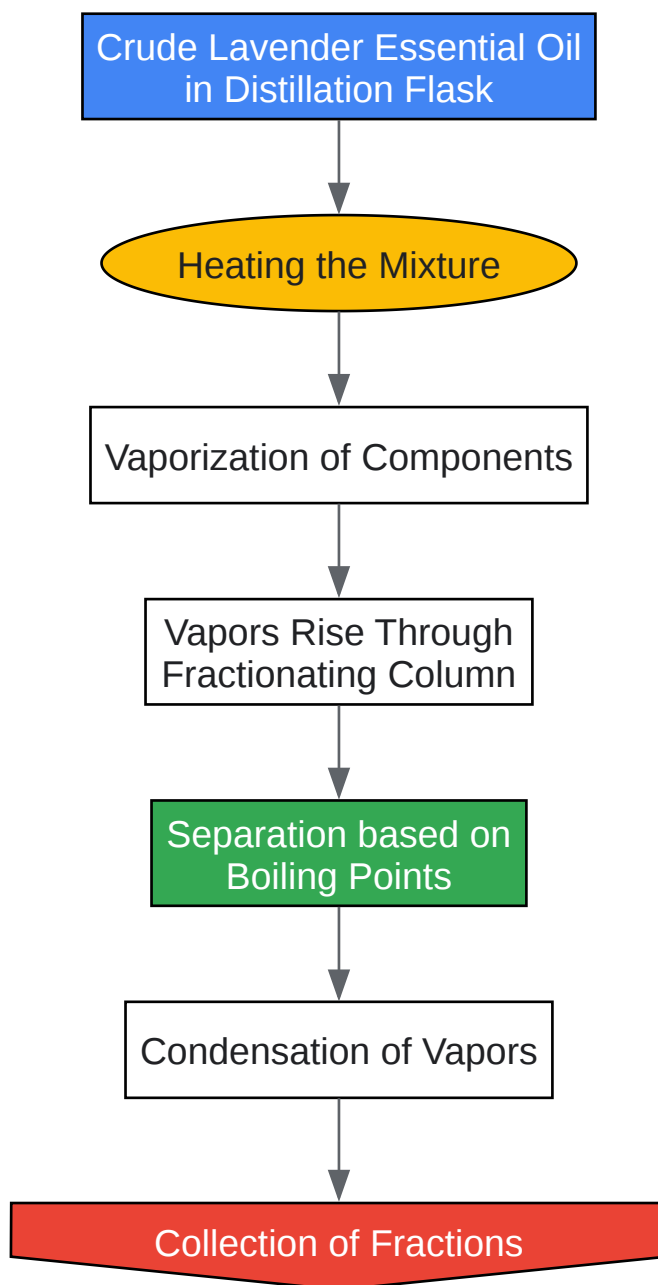 Crude Lavender Essential Oil
in Distillation Flask
Heating the Mixture
Vaporization of Components
Vapors Rise Through
Fractionating Column
Separation based on
Boiling Points
Condensation of Vapors
Collection of Fractions